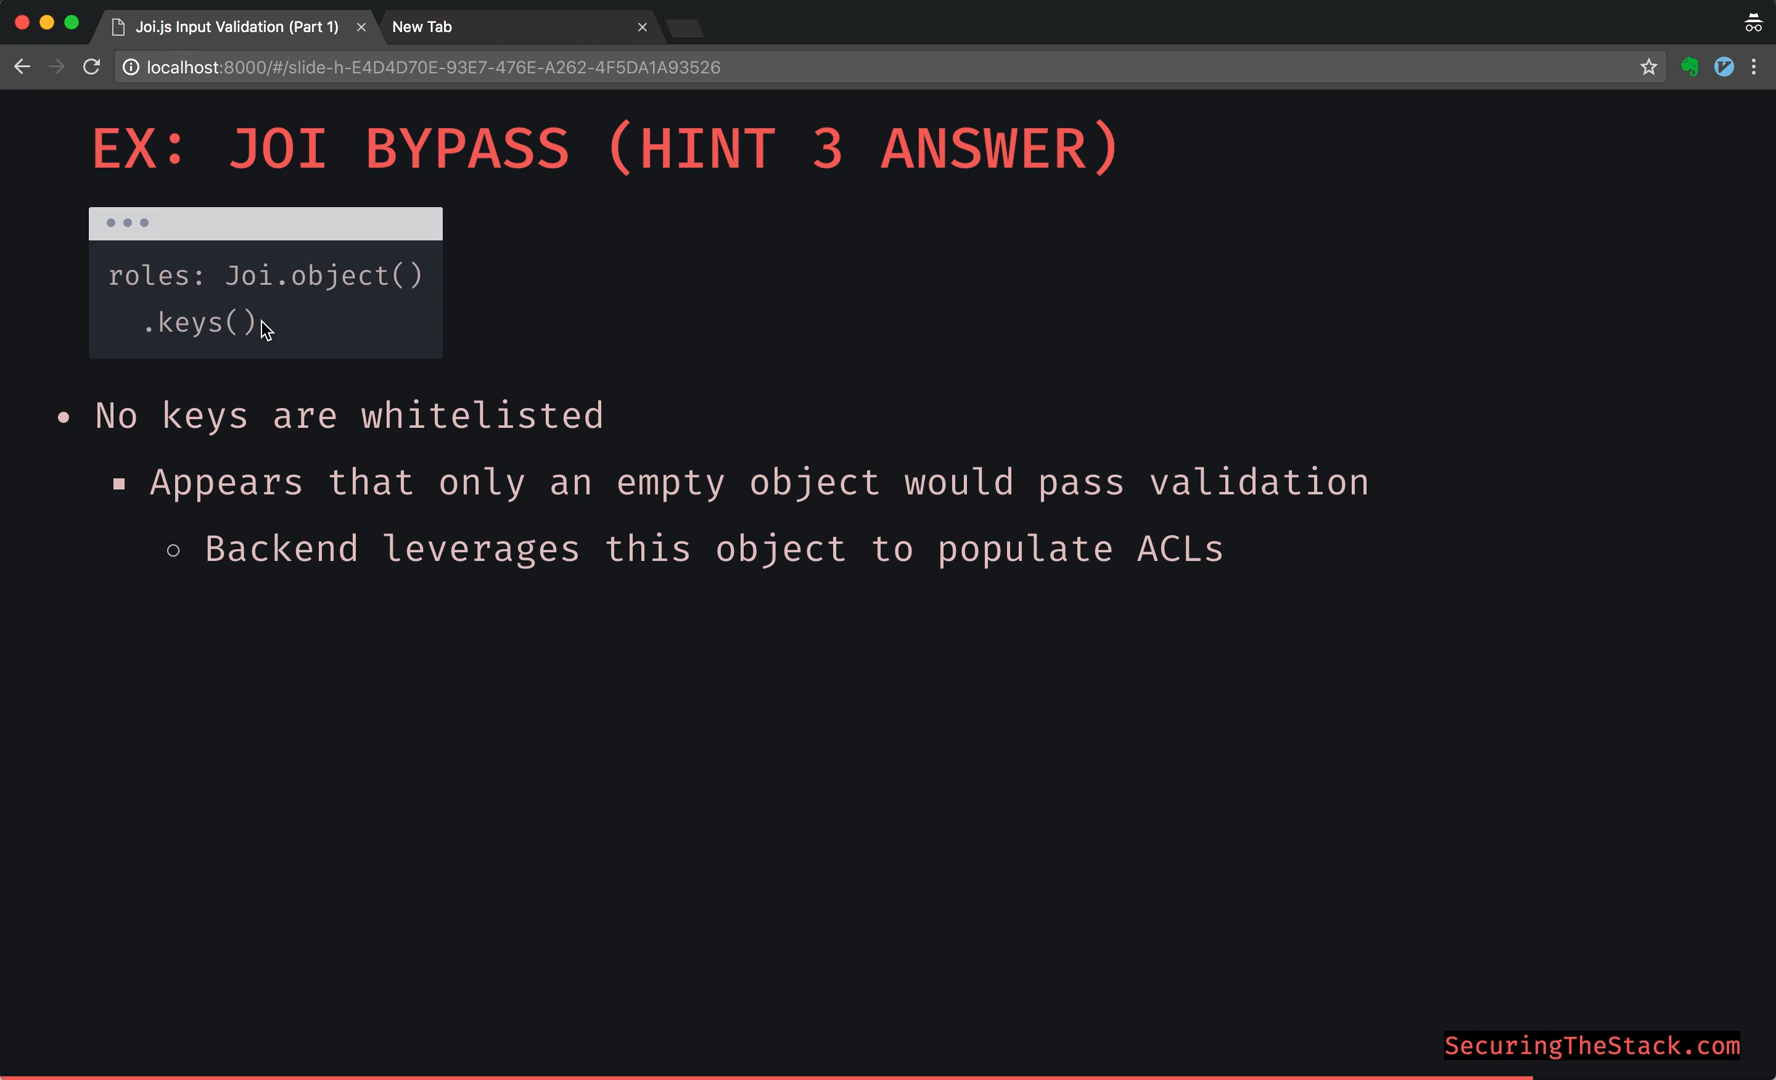 Joi.js Input Validation (Part 1)
New Tab
localhost:8000/#/slide-h-E4D4D70E-93E7-476E-A262-4F5DA1A93526
EX: JOI BYPASS (HINT 3 ANSWER)
roles: Joi.object()
.keys()
No keys are whitelisted
Appears that only an empty object would pass validation
Backend leverages this object to populate ACLs
SecuringTheStack.com